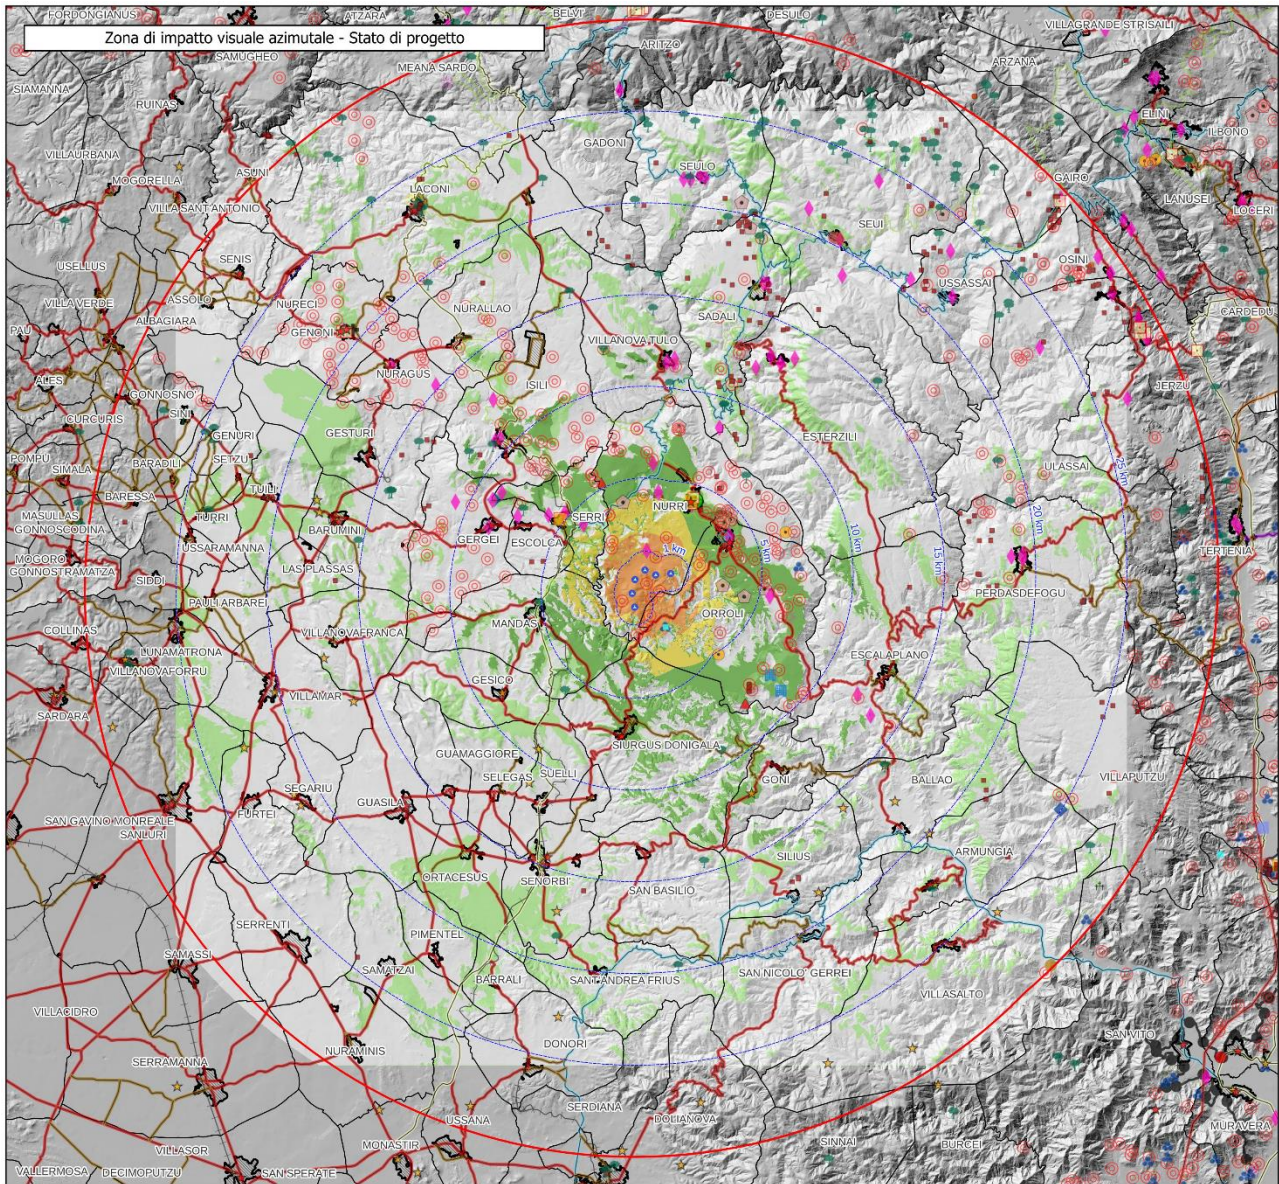 FORDONGIANUS
ATZARA
BELVI'
DESULO
VILLAGRANDE STRISAILI
Zona di impatto visuale azimutale - Stato di progetto
ARITZO
SAMUGHEO
MEANA SARDO
ARZANA
SIAMANNA
RUINAS
ELINI
ILBONO
GADONI
VILLAURBANA
SEULO
ASUNI
GAIRO
MOGORELLA
LACONI
LANUSEI
VILLA SANT'ANTONIO
LOCERI
SEUI
SENIS
OSINI
USELLUS
USSASSAI
ASSOLO
NURECI
VILLA VERDE
NURALLAO
CARDEDU
ALBAGIARA
SADALI
PAU
GENONI
VILLANOVA TULO
NURAGUS
ALES
ISILI
JERZU
GONNOSNO'
SINI
CURCURIS
GENURI
GESTURI
ESTERZILI
POMPU
SETZU
SIMALA
BARADILI
ULASSAI
25 km
BARESSA
TUILI
MASULLAS
TURRI
BARUMINI
SERRI
NURRI
20 km
GONNOSCODINA
10 km
GERGEI
ESCOLCA
USSARAMANNA
TERTENIA
1 km
5 km
MOGORO
15 km
GONNOSTRAMATZA
LAS PLASSAS
SIDDI
PERDASDEFOGU
PAULI ARBAREI
ORROLI
MANDAS
COLLINAS
VILLANOVAFRANCA
LUNAMATRONA
ESCALAPLANO
VILLANOVAFORRU
GESICO
VILLAMAR
SARDARA
SIURGUS DONIGALA
GUAMAGGIORE
SUELLI
SELEGAS
GONI
BALLAO
VILLAPUTZU
SEGARIU
GUASILA
FURTEI
SAN GAVINO MONREALE
SANLURI
ARMUNGIA
SILIUS
ORTACESUS
SENORBI'
SAN BASILIO
SERRENTI
PIMENTEL
SAMASSI
SAMATZAI
BARRALI
SANT'ANDREA FRIUS
SAN NICOLO' GERREI
VILLASALTO
VILLACIDRO
SAN VITO
DONORI
NURAMINIS
SERRAMANNA
SERDIANA
USSANA
DOLIANOVA
MURAVERA
MONASTIR
SINNAI
BURCEI
VILLASOR
VALLERMOSA
DECIMOPUTZU
SAN SPERATE